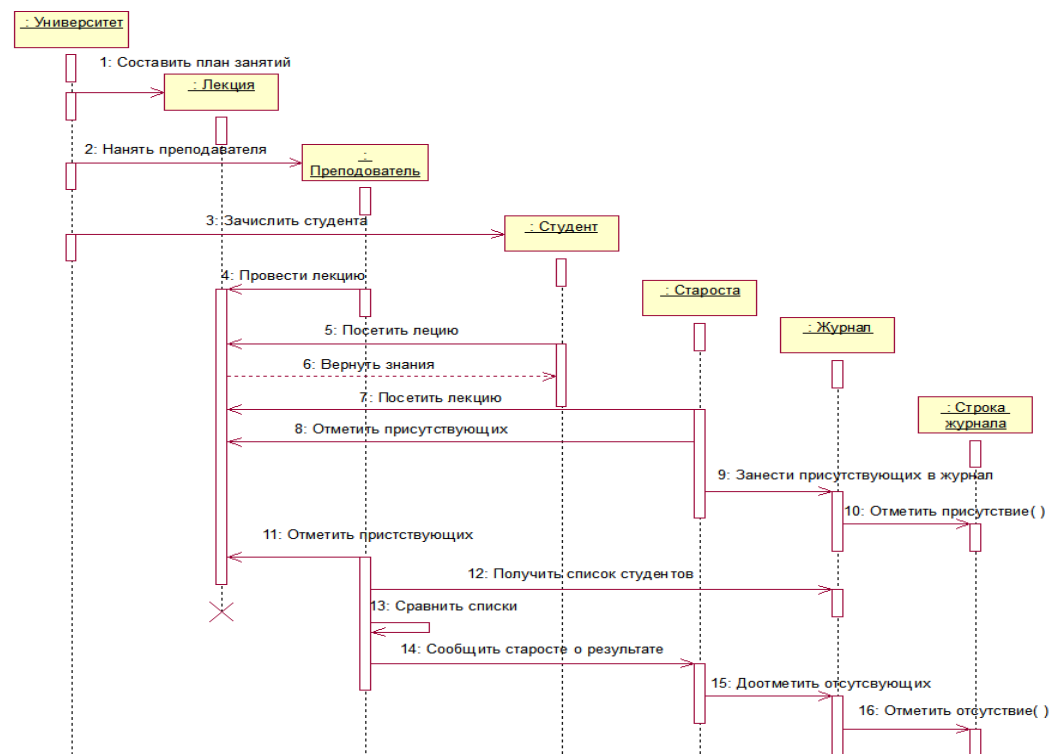 : Университет
1: Составить план занятий
: Лекция
2: Нанять преподавателя
:
Преподователь
3: Зачислить студента
: Студент
4: Провести лекцию
: Староста
5: Посетить лецию
: Журнал
6: Вернуть знания
7: Посетить лекцию
: Строка
журнала
8: Отметить присутствующих
9: Занести присутствующих в журнал
10: Отметить присутствие( )
11: Отметить пристствующих
12: Получить список студентов
13: Сравнить списки
14: Сообщить старосте о результате
15: Доотметить отсутсвующих
16: Отметить отсутствие( )